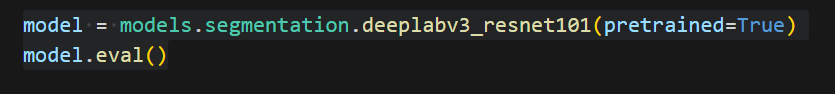 model = models.segmentation.deeplabv3_resnet101(pretrained=True)
model.eval()